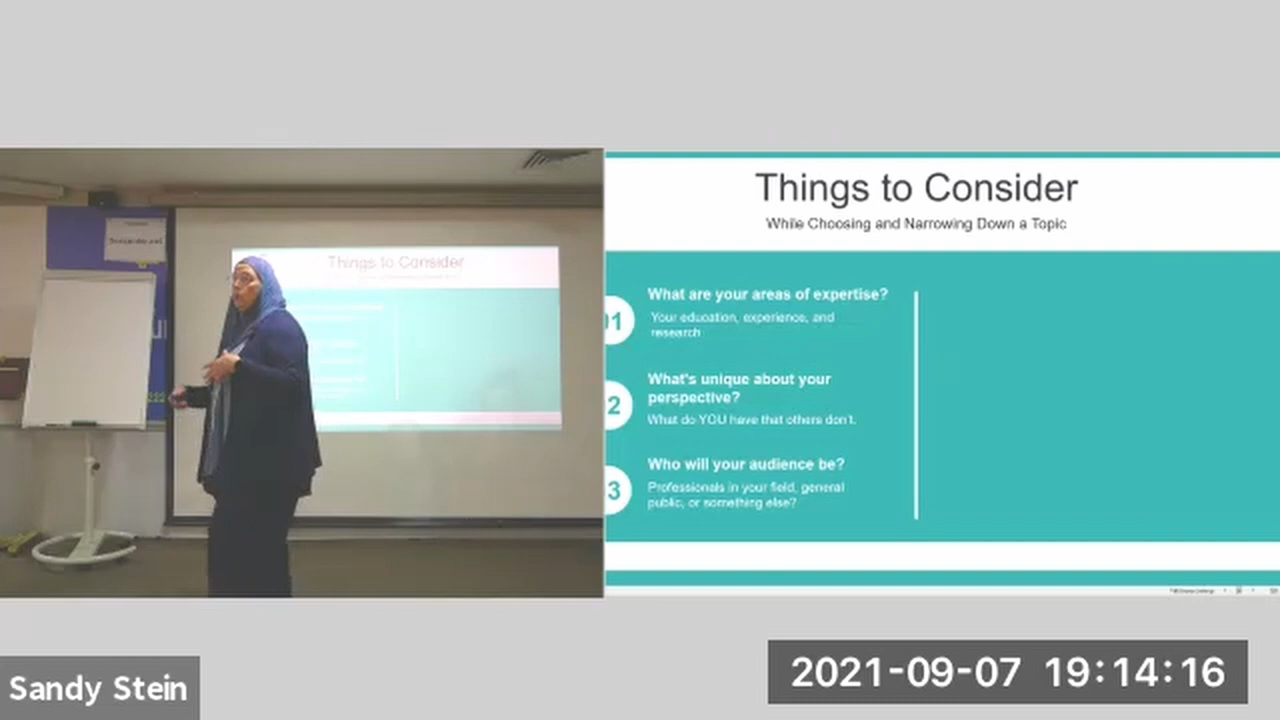 Things to Consider
While Choosing and Narrowing Down a Topic
Things to Consider
01
What are your areas of expertise?
Your education, experience, and
research
2
What's unique about your
perspective?
What do YOU have that others don't.
3
Who will your audience be?
Professionals in your field, general
public, or something else?
Sandy Stein
2021-09-07 19:14:16